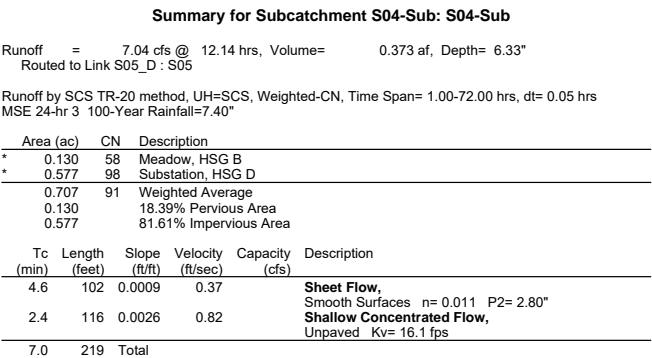 Summary for Subcatchment S04-Sub: S04-Sub
Runoff = 7.04 cfs @ 12.14 hrs, Volume= 0.373 af, Depth= 6.33"
Routed to Link S05_D : S05
Runoff by SCS TR-20 method, UH=SCS, Weighted-CN, Time Span= 1.00-72.00 hrs, dt= 0.05 hrs
MSE 24-hr 3 100-Year Rainfall=7.40"
Area (ac) CN Description
* 0.130 58 Meadow, HSG B
* 0.577 98 Substation, HSG D
0.707 91 Weighted Average
0.130 18.39% Pervious Area
0.577 81.61% Impervious Area
Tc Length Slope Velocity Capacity Description
(min) (feet) (ft/ft) (ft/sec) (cfs)
4.6 102 0.0009 0.37 Sheet Flow,
Smooth Surfaces n= 0.011 P2= 2.80"
2.4 116 0.0026 0.82 Shallow Concentrated Flow,
Unpaved Kv= 16.1 fps
7.0 219 Total